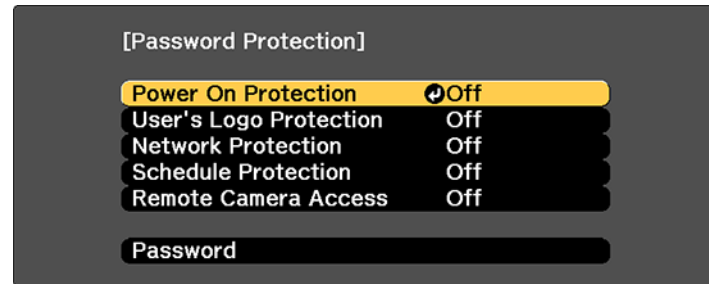 [Password Protection]
Power On Protection Off
User's Logo Protection Off
Network Protection Off
Schedule Protection Off
Remote Camera Access Off
Password